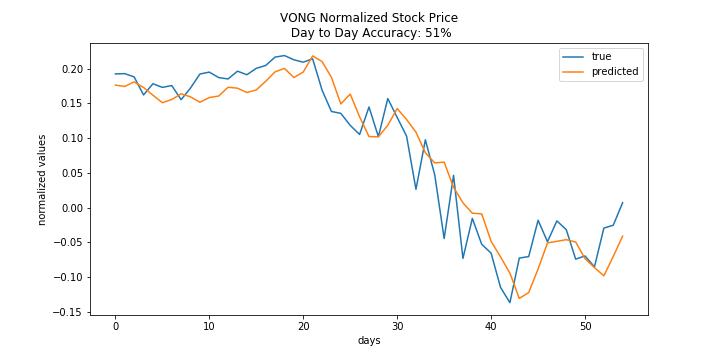 VONG Normalized Stock Price
Day to Day Accuracy: 51%
true
predicted
normalized values
0.20
0.15
0.10
0.05
0.00
−0.05
−0.10
−0.15
0
10
20
30
40
50
days